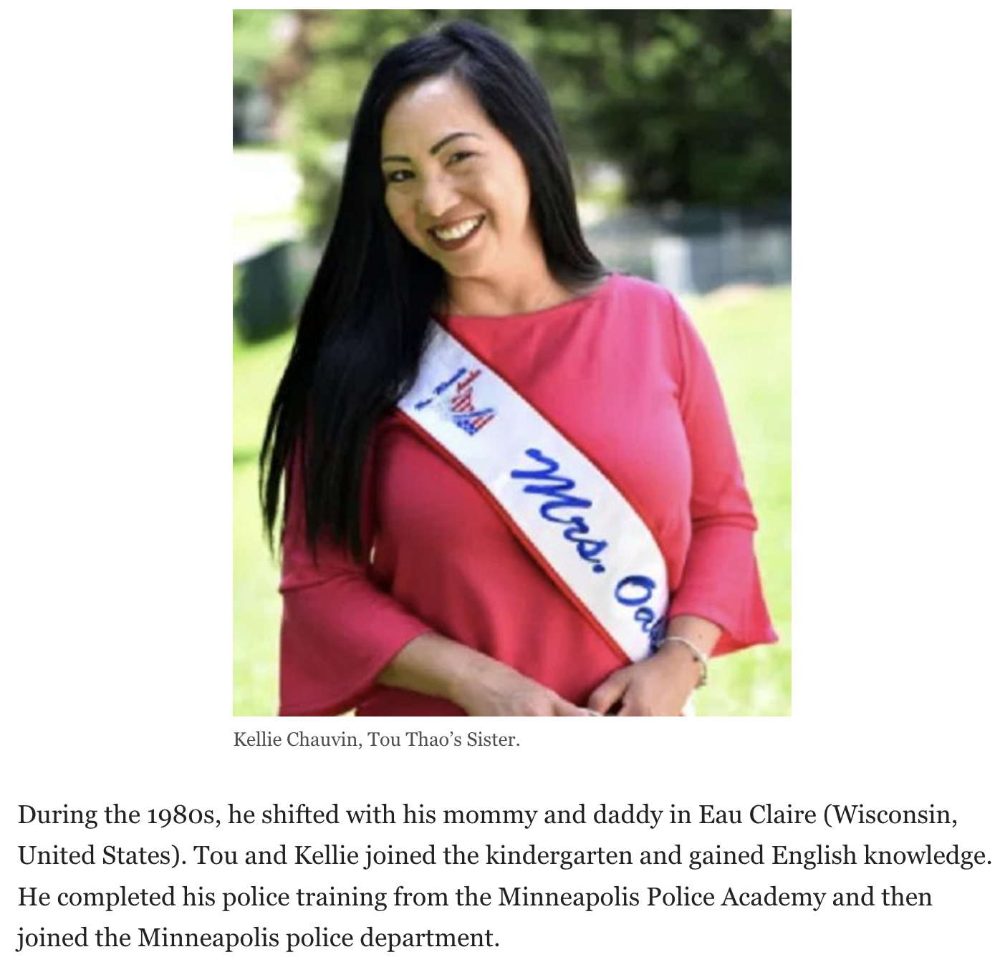 Mrs. Oa
Kellie Chauvin, Tou Thao’s Sister.
During the 1980s, he shifted with his mommy and daddy in Eau Claire (Wisconsin,
United States). Tou and Kellie joined the kindergarten and gained English knowledge.
He completed his police training from the Minneapolis Police Academy and then
joined the Minneapolis police department.